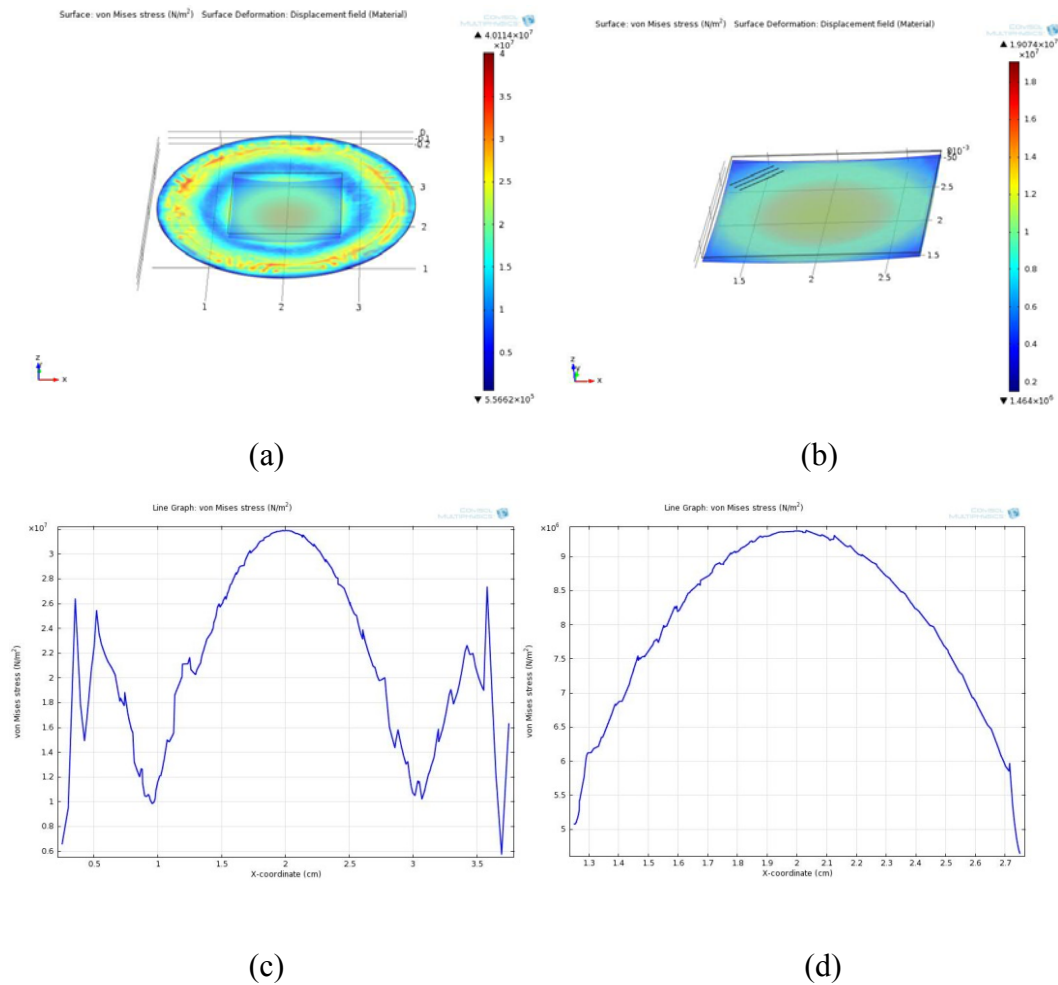 Surface: von Mises stress (N/m²) Surface Deformation: Displacement field (Material)
COMSOL
MULTIPHYSICS
▲ 4.0114×10⁷
×10⁷
4
3.5
3
2.5
2
1.5
1
0.5
▼ 5.5662×10⁵
0
-0.1
-0.2
3
2
1
1 2 3
z
y
x
(a)
Surface: von Mises stress (N/m²) Surface Deformation: Displacement field (Material)
COMSOL
MULTIPHYSICS
▲ 1.9074×10⁷
×10⁷
1.8
1.6
1.4
1.2
1
0.8
0.6
0.4
0.2
▼ 1.464×10⁶
-50
2.5
2
1.5
1.5 2 2.5
z
y
x
(b)
Line Graph: von Mises stress (N/m²)
COMSOL
MULTIPHYSICS
×10⁷
3
2.8
2.6
2.4
2.2
2
1.8
1.6
1.4
1.2
1
0.8
0.6
von Mises stress (N/m²)
0.5 1 1.5 2 2.5 3 3.5
X-coordinate (cm)
(c)
Line Graph: von Mises stress (N/m²)
COMSOL
MULTIPHYSICS
×10⁶
9
8.5
8
7.5
7
6.5
6
5.5
5
von Mises stress (N/m²)
1.3 1.4 1.5 1.6 1.7 1.8 1.9 2 2.1 2.2 2.3 2.4 2.5 2.6 2.7
X-coordinate (cm)
(d)